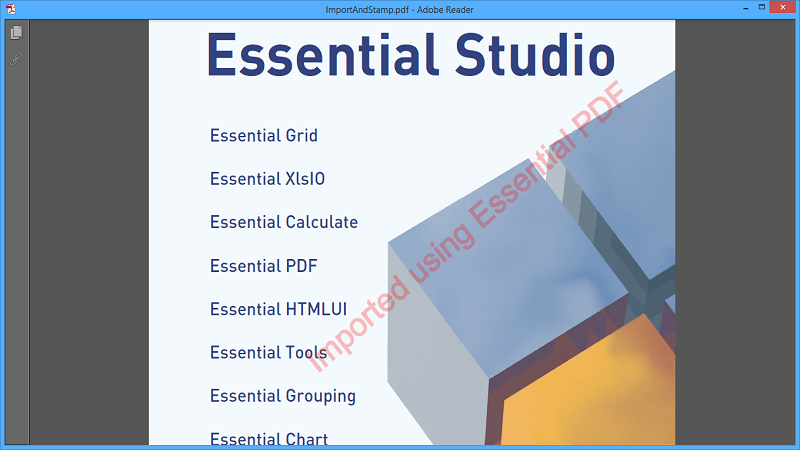 ImportAndStamp.pdf - Adobe Reader
Essential Studio
Essential Grid
Essential XlsIO
Essential Calculate
Essential PDF
Essential HTMLUI
Essential Tools
Essential Grouping
Essential Chart
Imported using Essential PDF